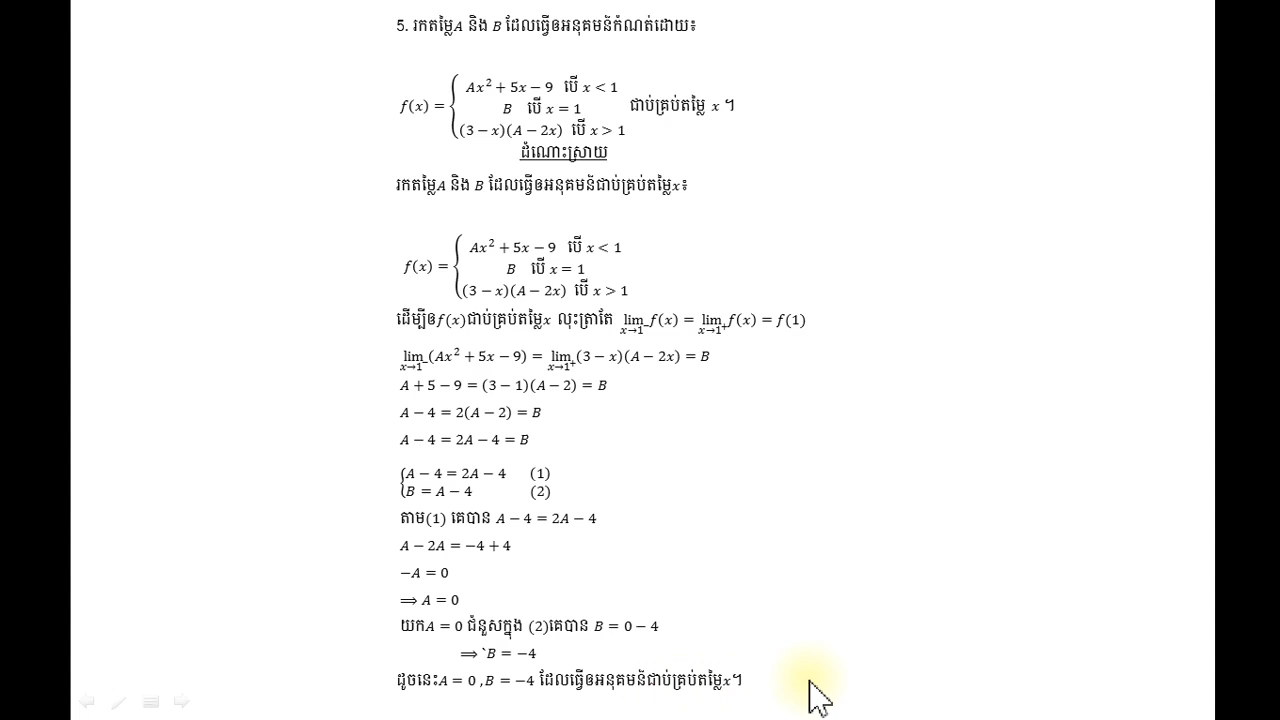 5. រកតម្លៃA និង B ដែលធ្វើឲអនុគមន៍កំណត់ដោយ៖
f(x) = { Ax² + 5x − 9 បើ x < 1
B បើ x = 1 ជាប់គ្រប់តម្លៃ x ។
(3 − x)(A − 2x) បើ x > 1
ដំណោះស្រាយ
រកតម្លៃA និង B ដែលធ្វើឲអនុគមន៍ជាប់គ្រប់តម្លៃx៖
f(x) = { Ax² + 5x − 9 បើ x < 1
B បើ x = 1
(3 − x)(A − 2x) បើ x > 1
ដើម្បីឲf(x)ជាប់គ្រប់តម្លៃx លុះត្រាតែ lim x→1⁻ f(x) = lim x→1⁺ f(x) = f(1)
lim x→1⁻ (Ax² + 5x − 9) = lim x→1⁺ (3 − x)(A − 2x) = B
A + 5 − 9 = (3 − 1)(A − 2) = B
A − 4 = 2(A − 2) = B
A − 4 = 2A − 4 = B
{ A − 4 = 2A − 4 (1)
B = A − 4 (2)
តាម(1) គេបាន A − 4 = 2A − 4
A − 2A = −4 + 4
−A = 0
⟹ A = 0
យកA = 0 ជំនួសក្នុង (2)គេបាន B = 0 − 4
⟹ `B = −4
ដូចនេះA = 0 ,B = −4 ដែលធ្វើឲអនុគមន៍ជាប់គ្រប់តម្លៃx។